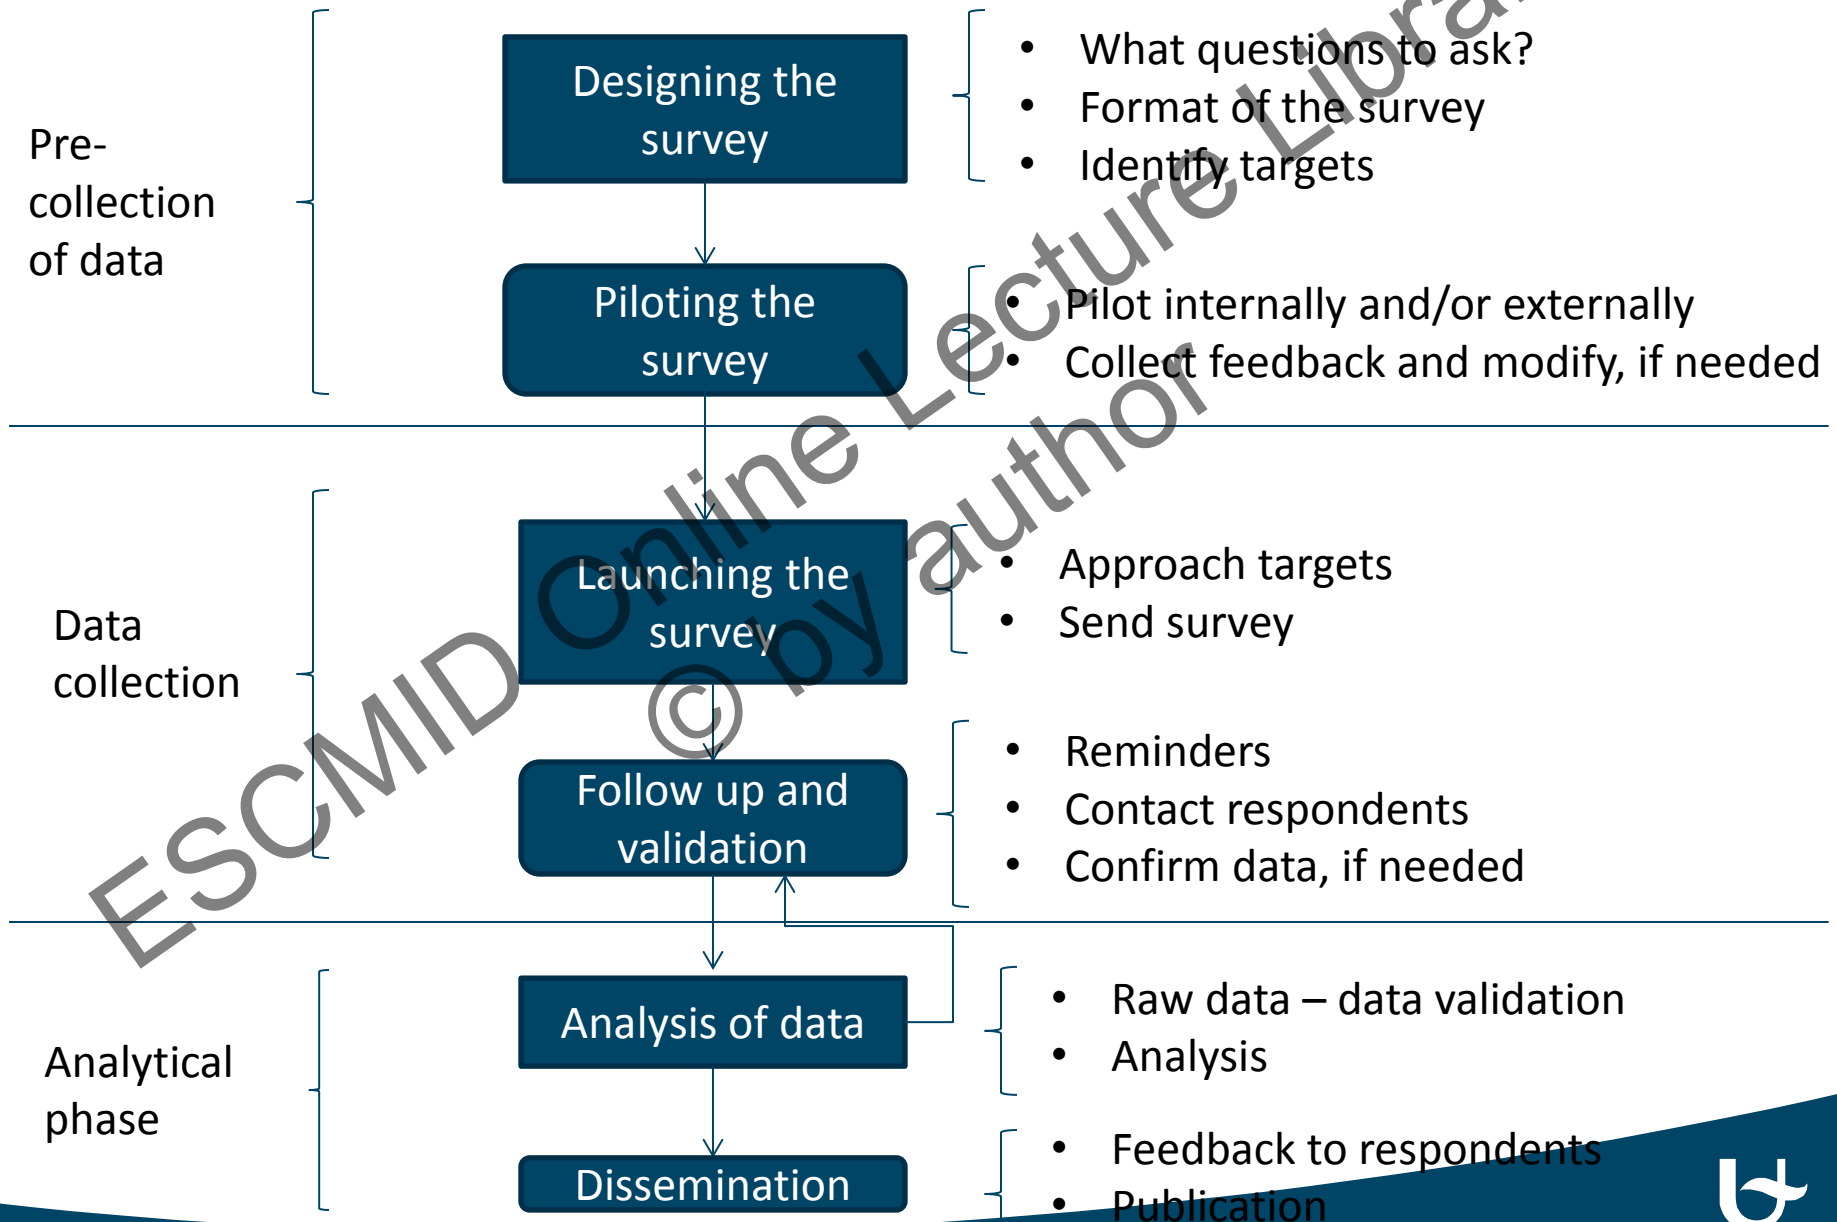 Pre-
collection
of data
Designing the
survey
• What questions to ask?
• Format of the survey
• Identify targets
Piloting the
survey
• Pilot internally and/or externally
• Collect feedback and modify, if needed
Data
collection
Launching the
survey
• Approach targets
• Send survey
Follow up and
validation
• Reminders
• Contact respondents
• Confirm data, if needed
Analytical
phase
Analysis of data
• Raw data – data validation
• Analysis
Dissemination
• Feedback to respondents
• Publication
ESCMID Online Lecture
© by author